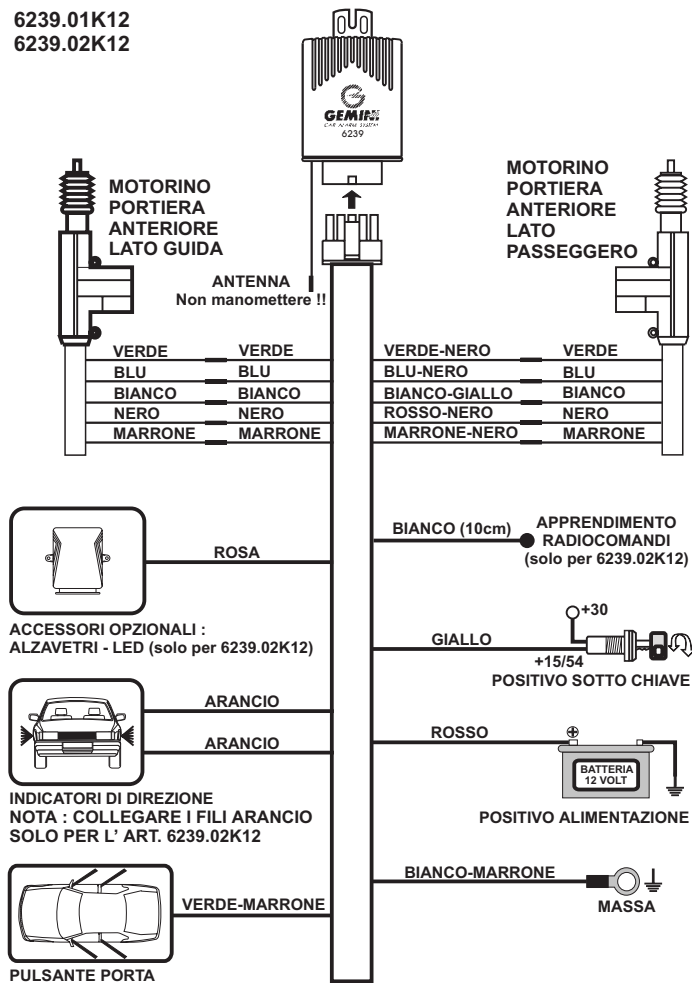 6239.01K12
6239.02K12
GEMINI
CAR ALARM SYSTEM
6239
MOTORINO
PORTIERA
ANTERIORE
LATO GUIDA
MOTORINO
PORTIERA
ANTERIORE
LATO
PASSEGGERO
ANTENNA
Non manomettere !!
VERDE VERDE VERDE-NERO VERDE
BLU BLU BLU-NERO BLU
BIANCO BIANCO BIANCO-GIALLO BIANCO
NERO NERO ROSSO-NERO NERO
MARRONE MARRONE MARRONE-NERO MARRONE
ROSA
ACCESSORI OPZIONALI :
ALZAVETRI - LED (solo per 6239.02K12)
BIANCO (10cm)
APPRENDIMENTO
RADIOCOMANDI
(solo per 6239.02K12)
+30
GIALLO
+15/54
POSITIVO SOTTO CHIAVE
ARANCIO
ARANCIO
INDICATORI DI DIREZIONE
NOTA : COLLEGARE I FILI ARANCIO
SOLO PER L' ART. 6239.02K12
ROSSO
BATTERIA
12 VOLT
POSITIVO ALIMENTAZIONE
VERDE-MARRONE
PULSANTE PORTA
BIANCO-MARRONE
MASSA